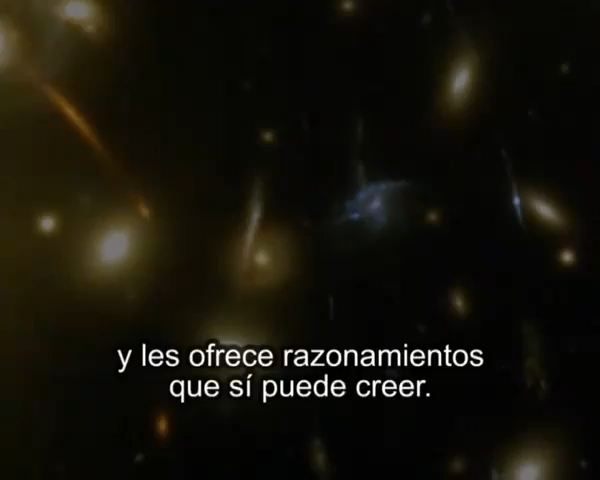 y les ofrece razonamientos
que sí puede creer.